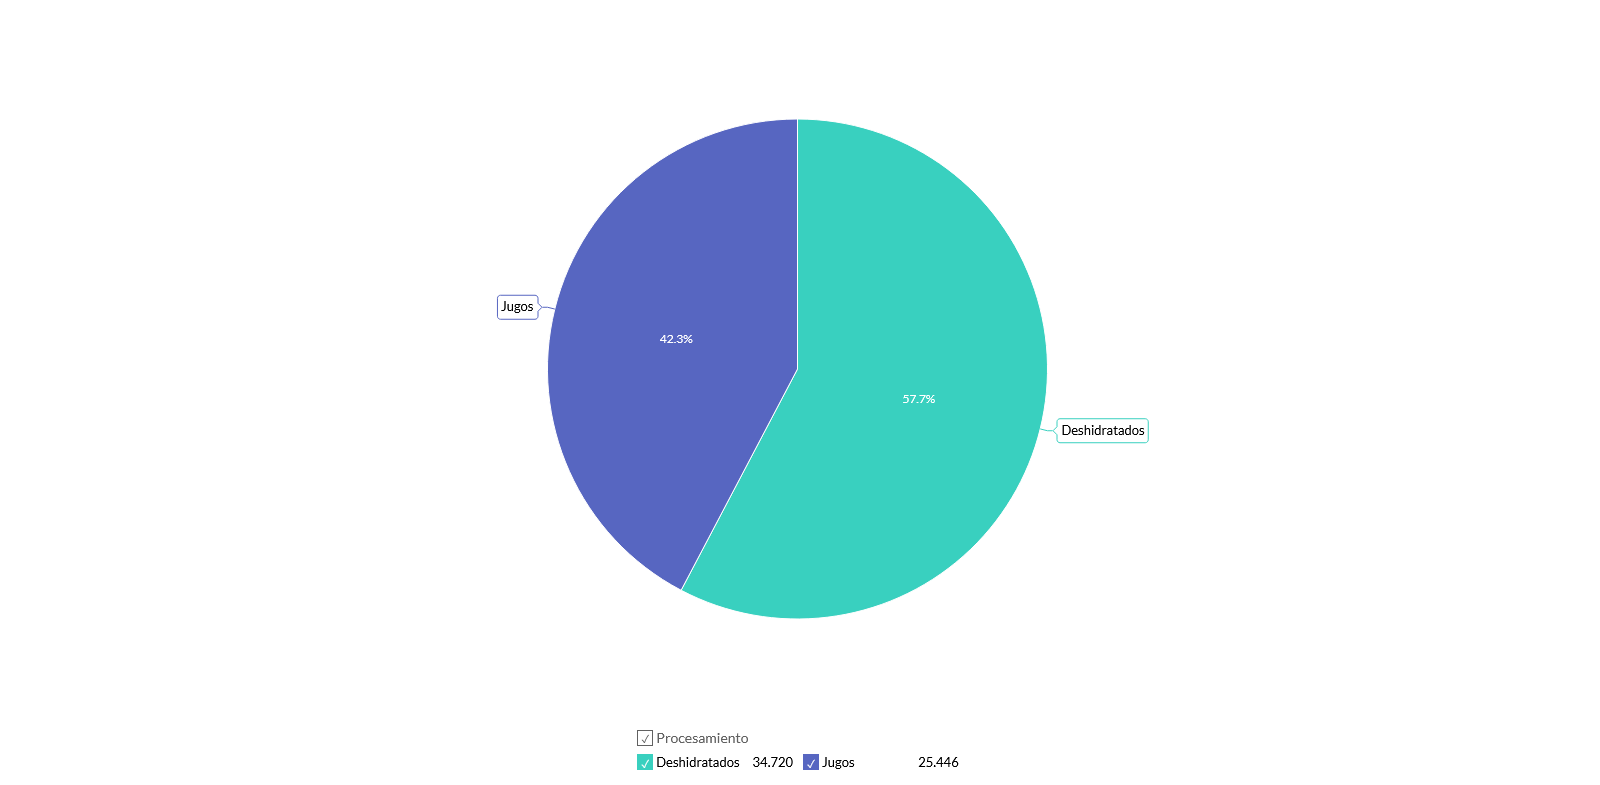 Jugos
42.3%
57.7%
Deshidratados
Procesamiento
Deshidratados 34.720 Jugos 25.446